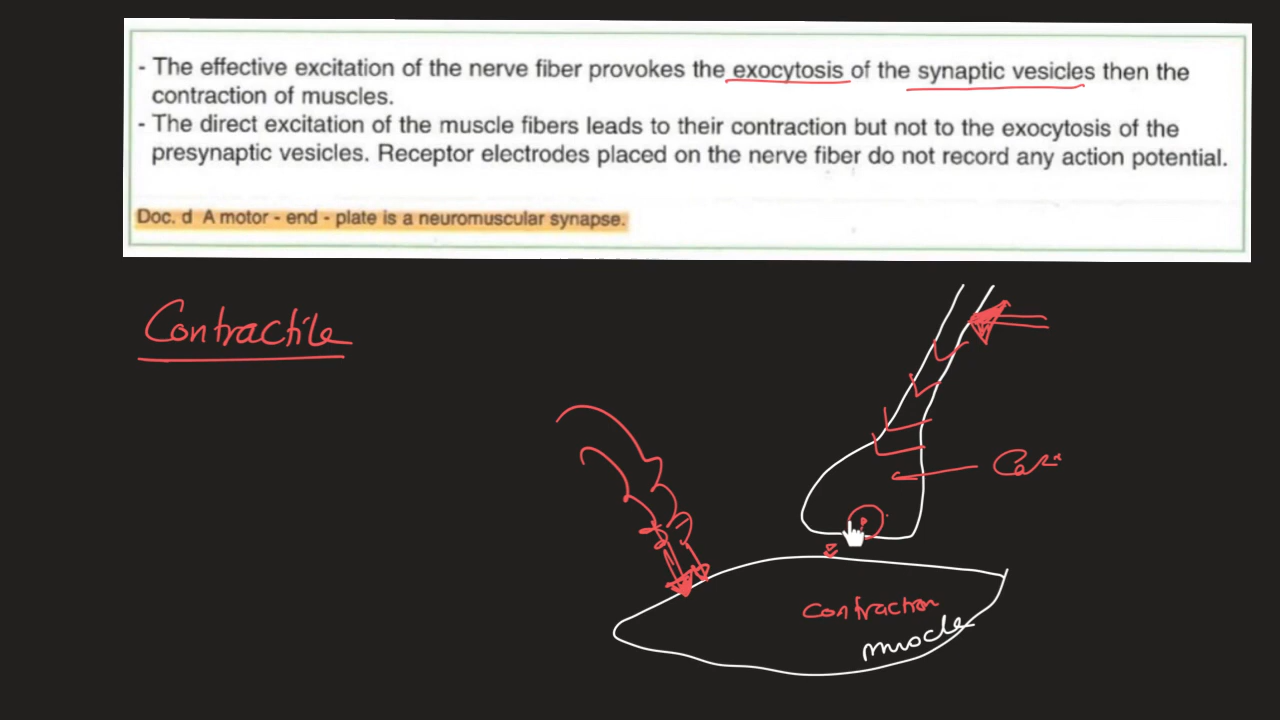 - The effective excitation of the nerve fiber provokes the exocytosis of the synaptic vesicles then the
contraction of muscles.
- The direct excitation of the muscle fibers leads to their contraction but not to the exocytosis of the
presynaptic vesicles. Receptor electrodes placed on the nerve fiber do not record any action potential.
Doc. d A motor - end - plate is a neuromuscular synapse.
Contractile
Contraction
muscle